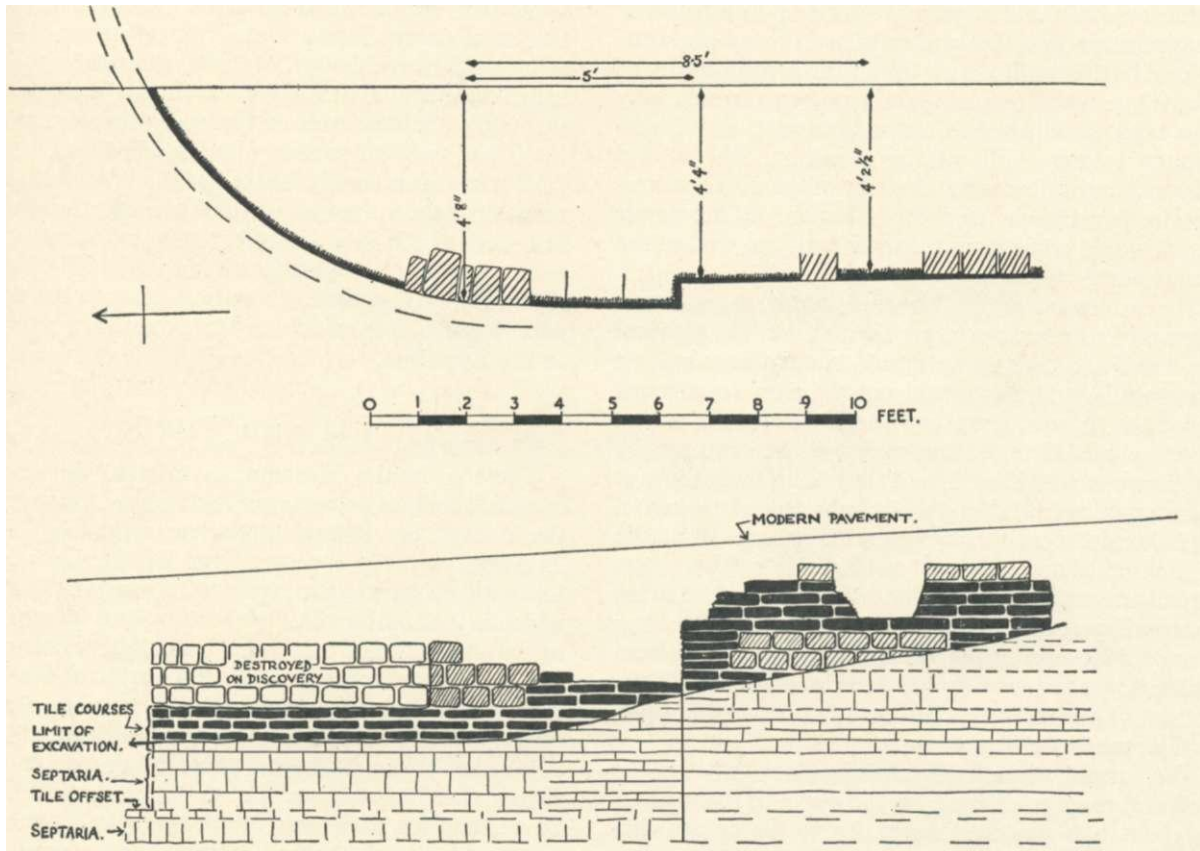 8·5'
5'
4'8"
4'4"
4'2½"
0 1 2 3 4 5 6 7 8 9 10 FEET.
MODERN PAVEMENT.
DESTROYED
ON DISCOVERY
TILE COURSES
LIMIT OF
EXCAVATION.
SEPTARIA.
TILE OFFSET
SEPTARIA.